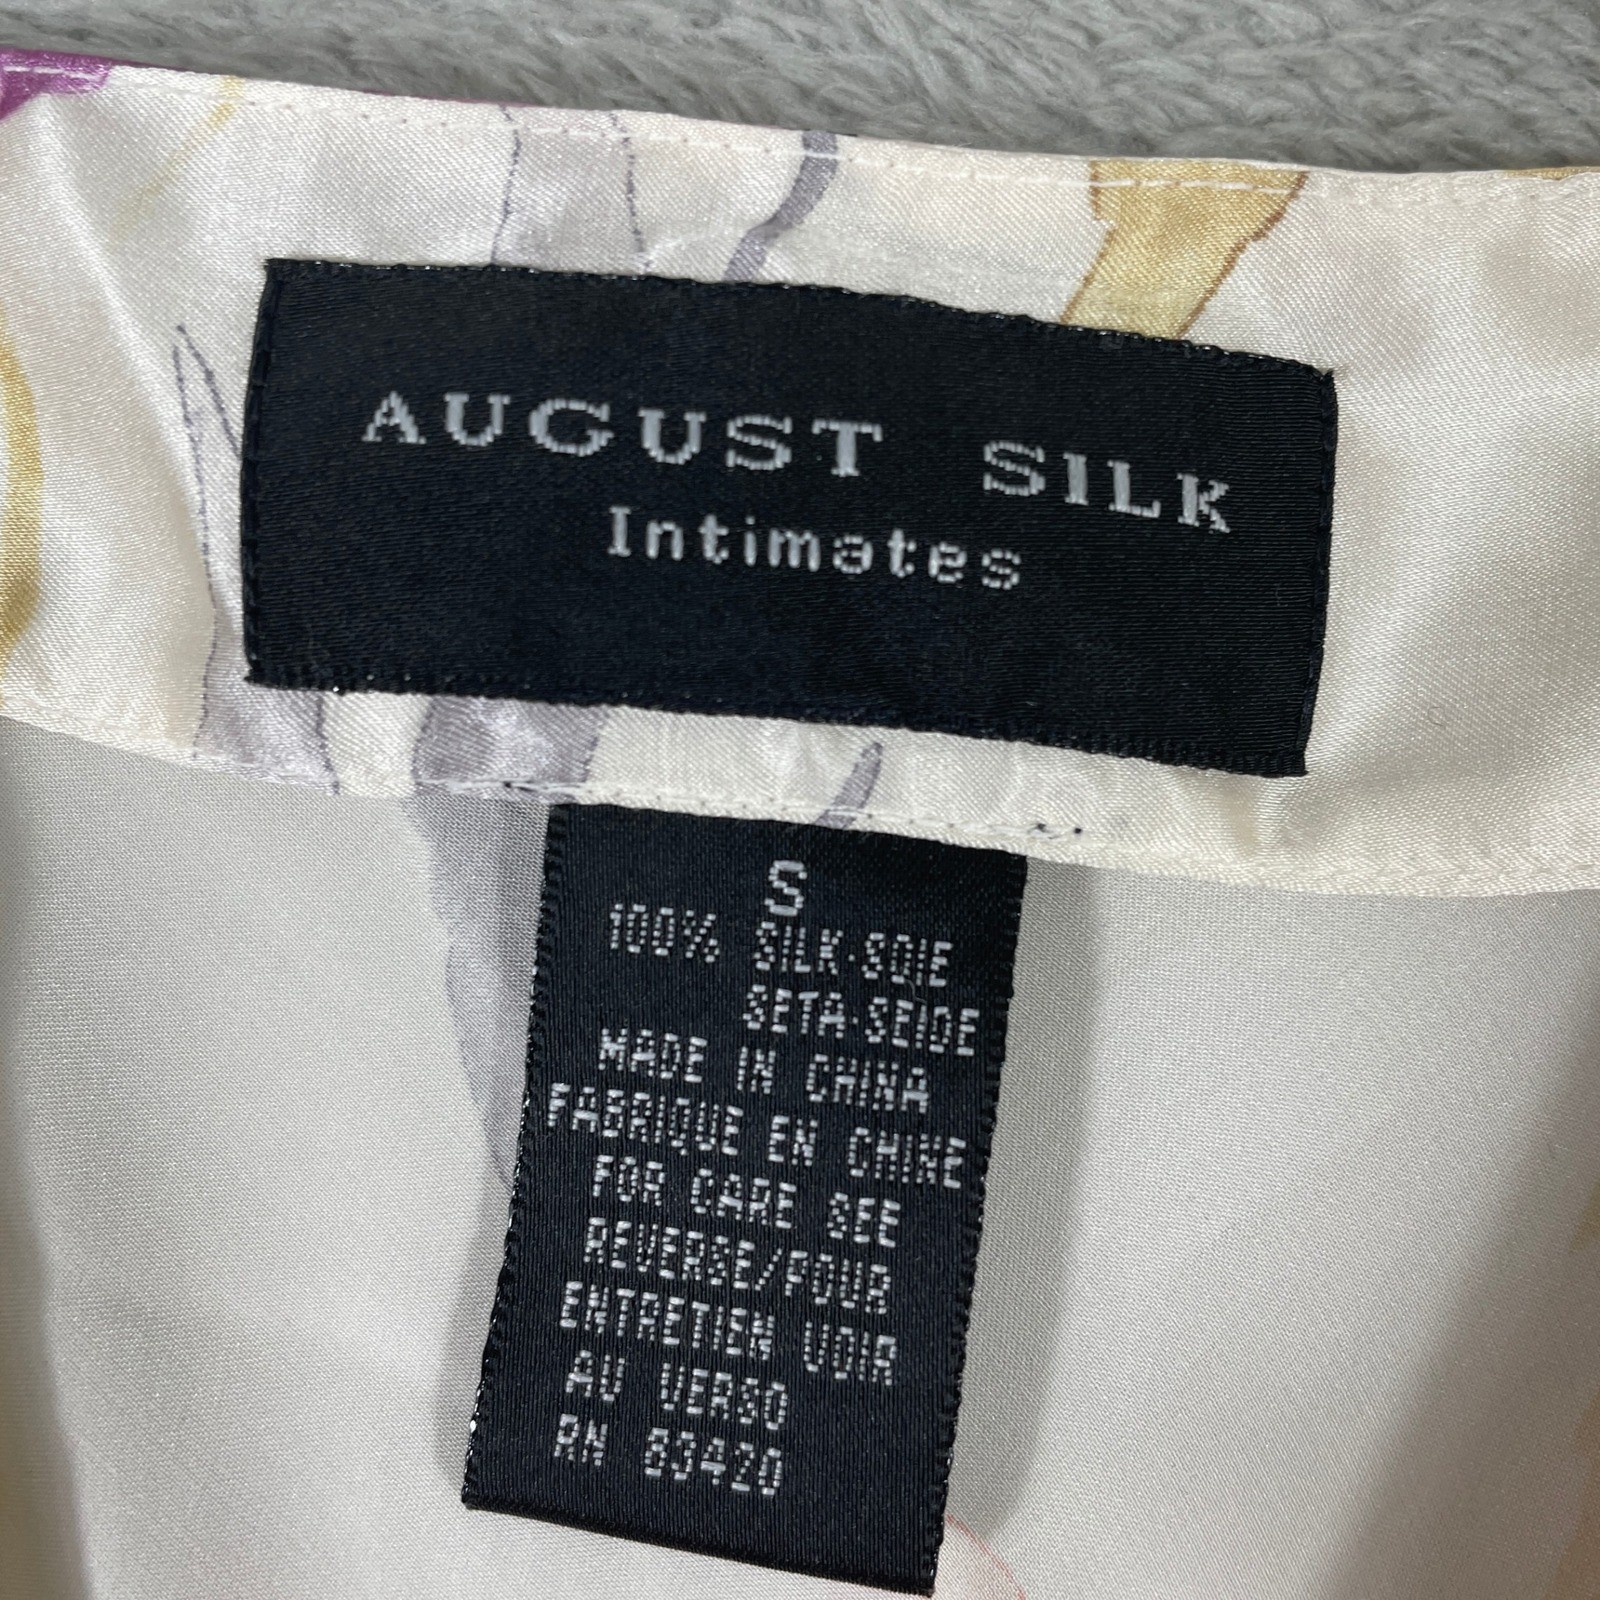 AUGUST SILK
Intimates
S
100% SILK·SOIE
SETA·SEIDE
MADE IN CHINA
FABRIQUE EN CHINE
FOR CARE SEE
REVERSE/POUR
ENTRETIEN VOIR
AU VERSO
RN 83420